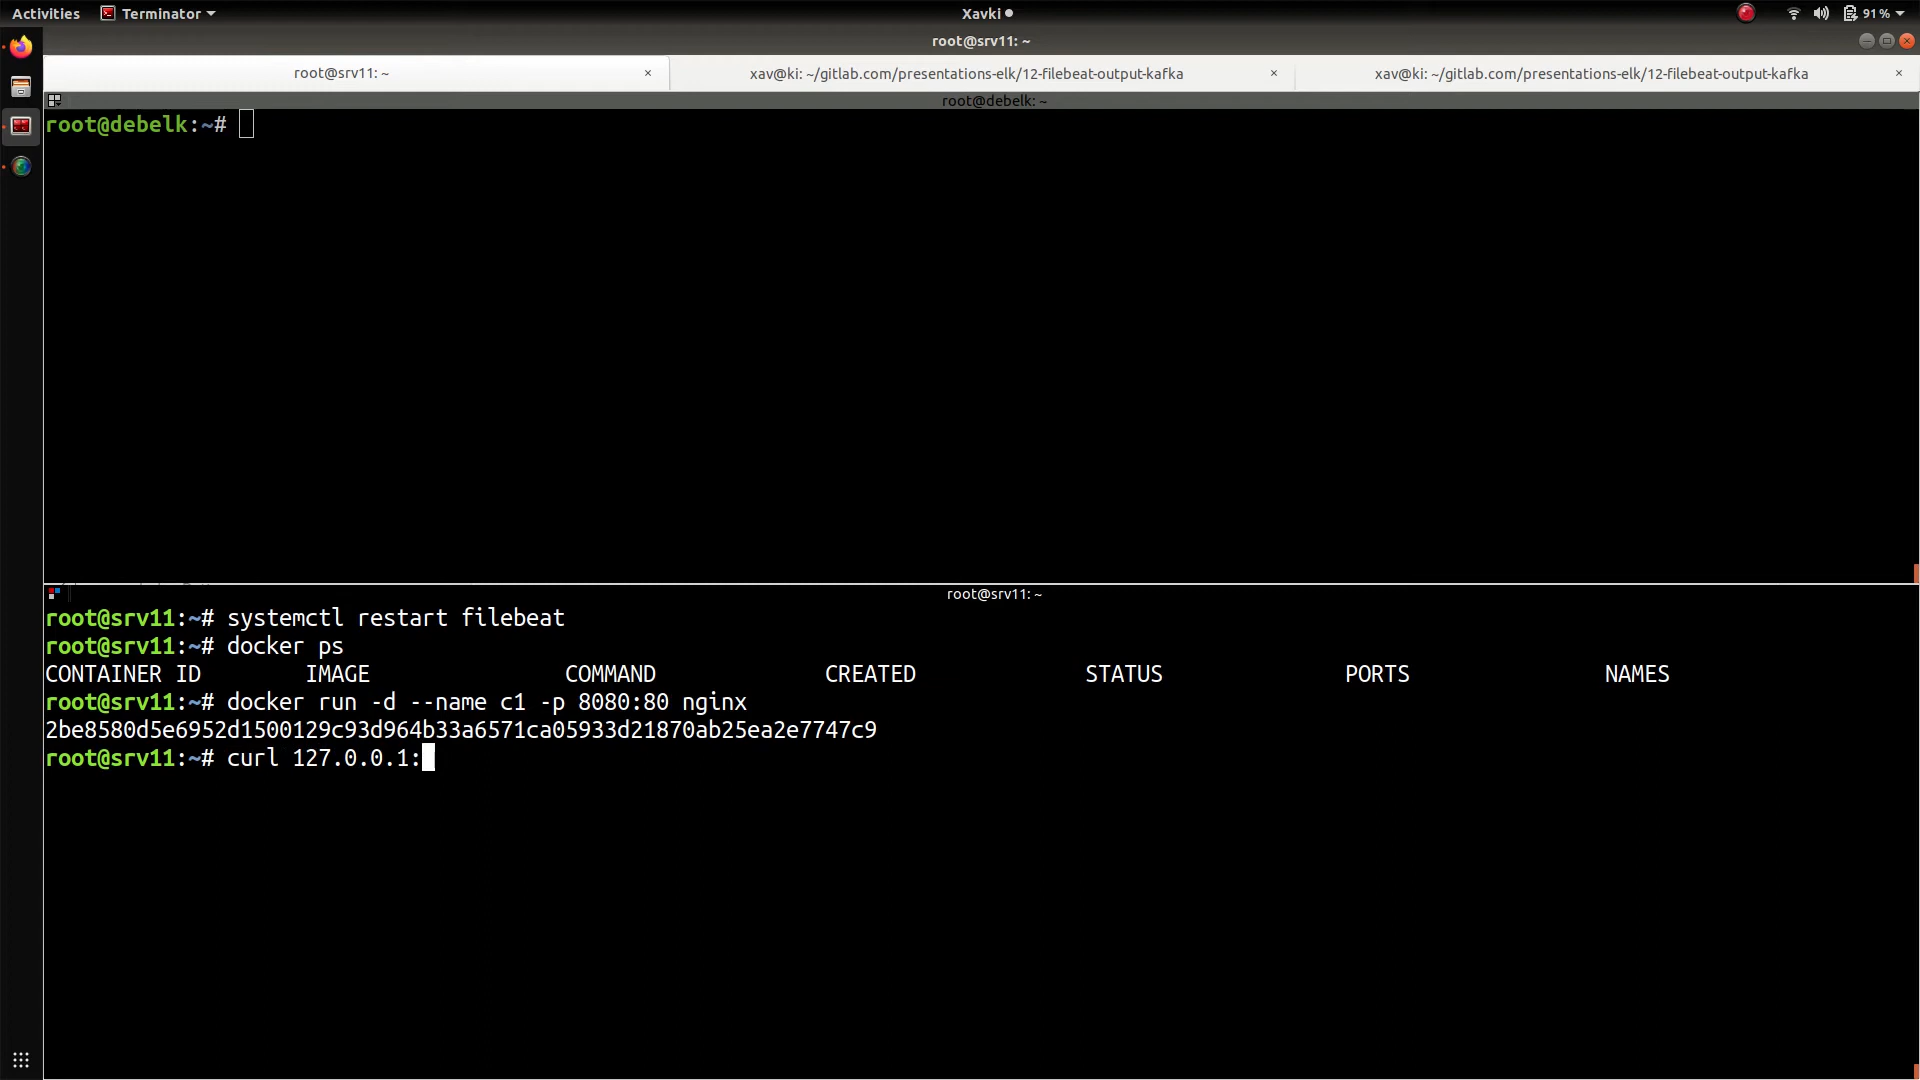 Activities Terminator Xavki 91%
root@srv11: ~
root@srv11: ~ × xav@ki: ~/gitlab.com/presentations-elk/12-filebeat-output-kafka × xav@ki: ~/gitlab.com/presentations-elk/12-filebeat-output-kafka ×
root@debelk: ~
root@debelk:~#
root@srv11: ~
root@srv11:~# systemctl restart filebeat
root@srv11:~# docker ps
CONTAINER ID IMAGE COMMAND CREATED STATUS PORTS NAMES
root@srv11:~# docker run -d --name c1 -p 8080:80 nginx
2be8580d5e6952d1500129c93d964b33a6571ca05933d21870ab25ea2e7747c9
root@srv11:~# curl 127.0.0.1: